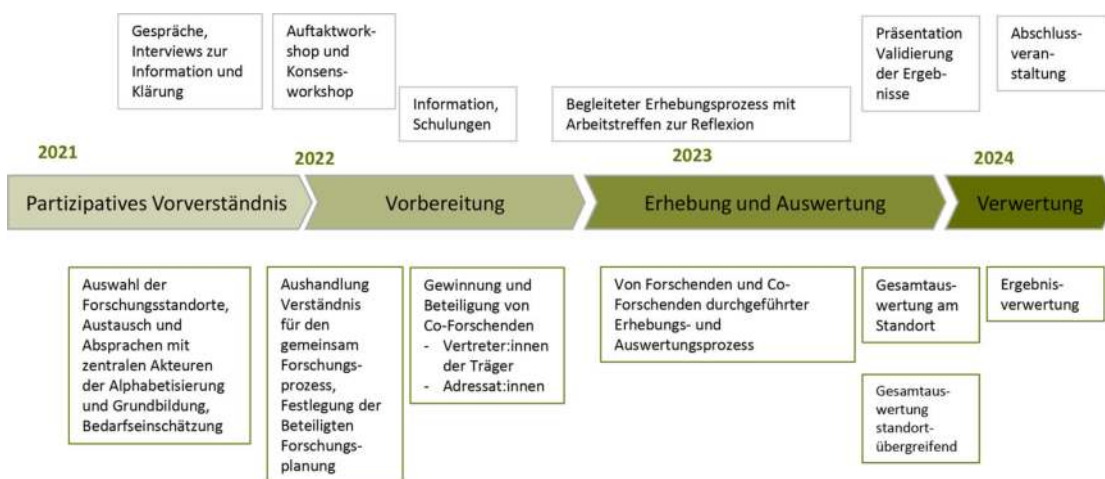 Gespräche,
Interviews zur
Information und
Klärung
Auftaktwork-
shop und
Konsens-
workshop
Information,
Schulungen
Begleiteter Erhebungsprozess mit
Arbeitstreffen zur Reflexion
Präsentation
Validierung
der Ergeb-
nisse
Abschluss-
veran-
staltung
2021
2022
2023
2024
Partizipatives Vorverständnis
Vorbereitung
Erhebung und Auswertung
Verwertung
Auswahl der
Forschungsstandorte,
Austausch und
Absprachen mit
zentralen Akteuren
der Alphabetisierung
und Grundbildung,
Bedarfseinschätzung
Aushandlung
Verständnis
für den
gemeinsam
Forschungs-
prozess,
Festlegung der
Beteiligten
Forschungs-
planung
Gewinnung und
Beteiligung von
Co-Forschenden
- Vertreter:innen
der Träger
- Adressat:innen
Von Forschenden und Co-
Forschenden durchgeführter
Erhebungs- und
Auswertungsprozess
Gesamtaus-
wertung am
Standort
Gesamtaus-
wertung
standort-
übergreifend
Ergebnis-
verwertung